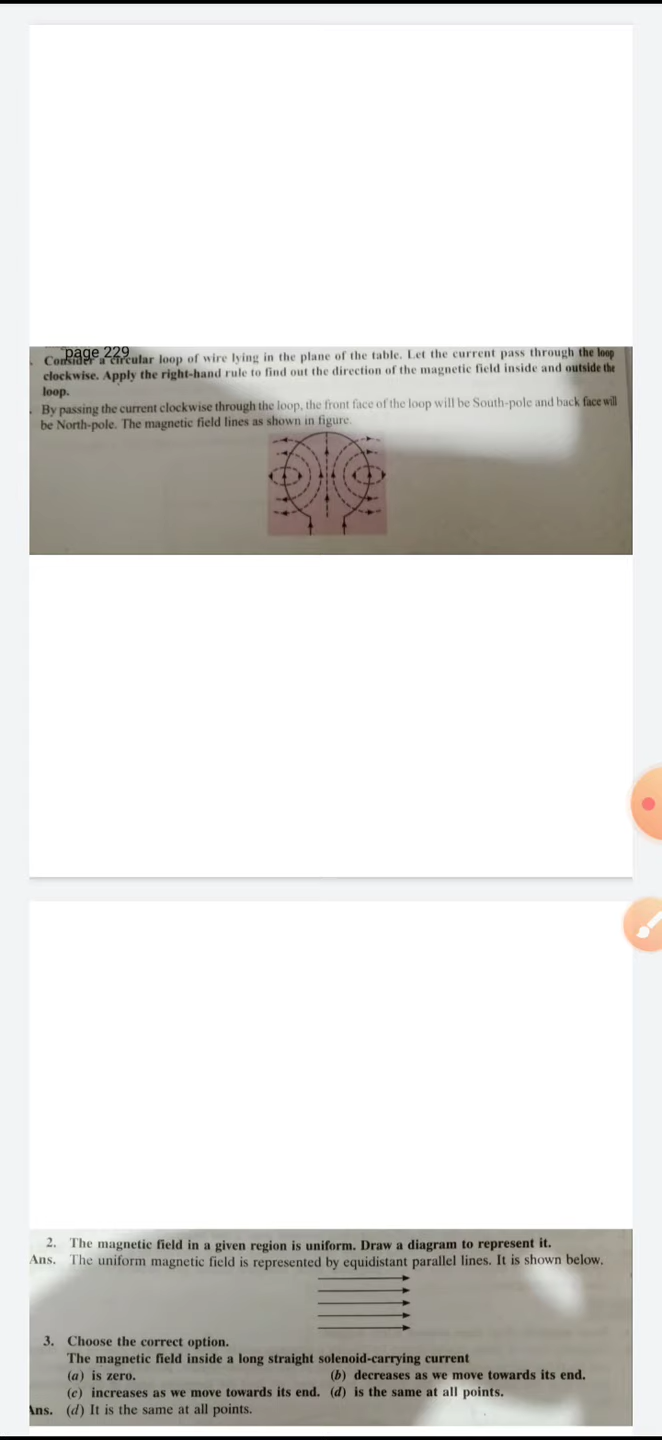 page 229
Consider a circular loop of wire lying in the plane of the table. Let the current pass through the loop
clockwise. Apply the right-hand rule to find out the direction of the magnetic field inside and outside the
loop.
By passing the current clockwise through the loop, the front face of the loop will be South-pole and back face will
be North-pole. The magnetic field lines as shown in figure.
2. The magnetic field in a given region is uniform. Draw a diagram to represent it.
Ans. The uniform magnetic field is represented by equidistant parallel lines. It is shown below.
3. Choose the correct option.
The magnetic field inside a long straight solenoid-carrying current
(a) is zero. (b) decreases as we move towards its end.
(c) increases as we move towards its end. (d) is the same at all points.
Ans. (d) It is the same at all points.